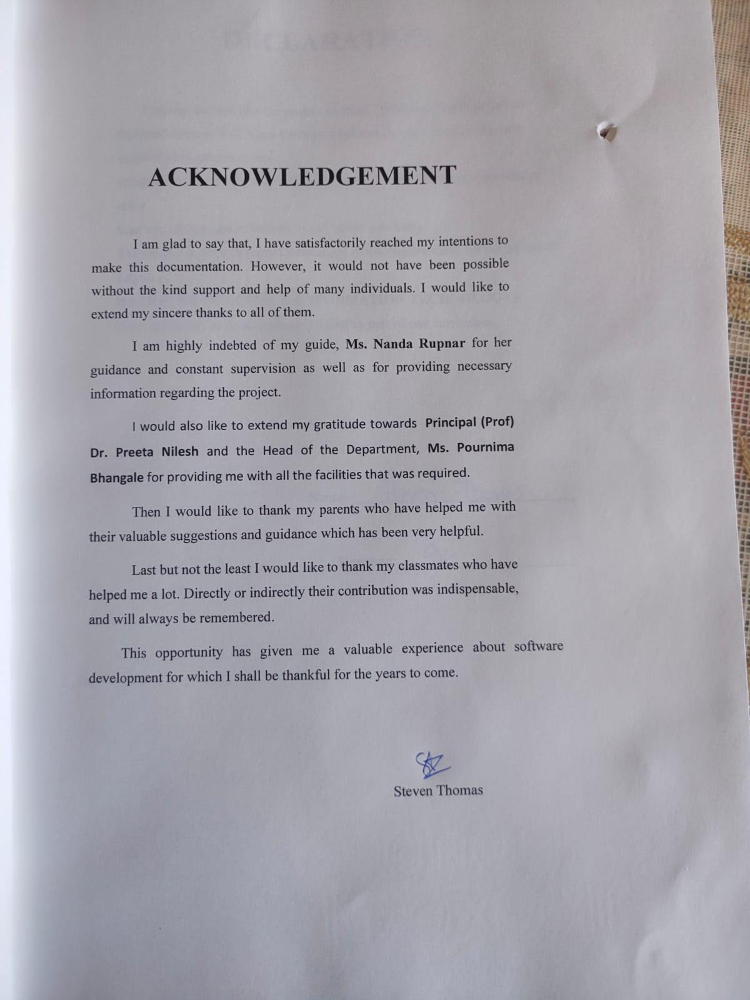 ACKNOWLEDGEMENT
I am glad to say that, I have satisfactorily reached my intentions to
make this documentation. However, it would not have been possible
without the kind support and help of many individuals. I would like to
extend my sincere thanks to all of them.
I am highly indebted of my guide, Ms. Nanda Rupnar for her
guidance and constant supervision as well as for providing necessary
information regarding the project.
I would also like to extend my gratitude towards Principal (Prof)
Dr. Preeta Nilesh and the Head of the Department, Ms. Pournima
Bhangale for providing me with all the facilities that was required.
Then I would like to thank my parents who have helped me with
their valuable suggestions and guidance which has been very helpful.
Last but not the least I would like to thank my classmates who have
helped me a lot. Directly or indirectly their contribution was indispensable,
and will always be remembered.
This opportunity has given me a valuable experience about software
development for which I shall be thankful for the years to come.
Steven Thomas